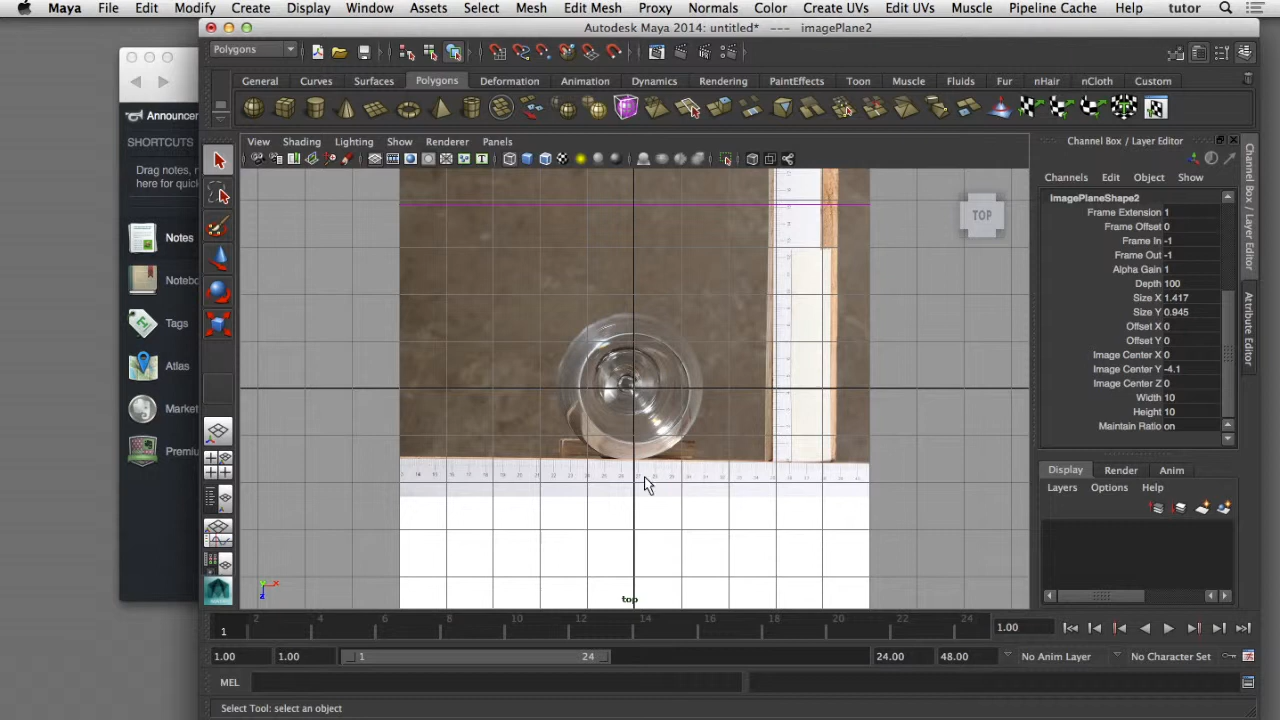 Maya File Edit Modify Create Display Window Assets Select Mesh Edit Mesh Proxy Normals Color Create UVs Edit UVs Muscle Pipeline Cache Help tutor
Autodesk Maya 2014: untitled* --- imagePlane2
Polygons
General Curves Surfaces Polygons Deformation Animation Dynamics Rendering PaintEffects Toon Muscle Fluids Fur nHair nCloth Custom
View Shading Lighting Show Renderer Panels
Channel Box / Layer Editor
Channels Edit Object Show
ImagePlaneShape2
Frame Extension 1
Frame Offset 0
Frame In -1
Frame Out -1
Alpha Gain 1
Depth 100
Size X 1.417
Size Y 0.945
Offset X 0
Offset Y 0
Image Center X 0
Image Center Y -4.1
Image Center Z 0
Width 10
Height 10
Maintain Ratio on
Channel Box / Layer Editor
Attribute Editor
Display Render Anim
Layers Options Help
Announcer
SHORTCUTS
Drag notes,
here for quic
Notes
Notebo
Tags
Atlas
Market
Premiu
TOP
top
2 4 6 8 10 12 14 16 18 20 22 24
1
1.00
1.00 1.00 1 24 24.00 48.00 No Anim Layer No Character Set
MEL
Select Tool: select an object